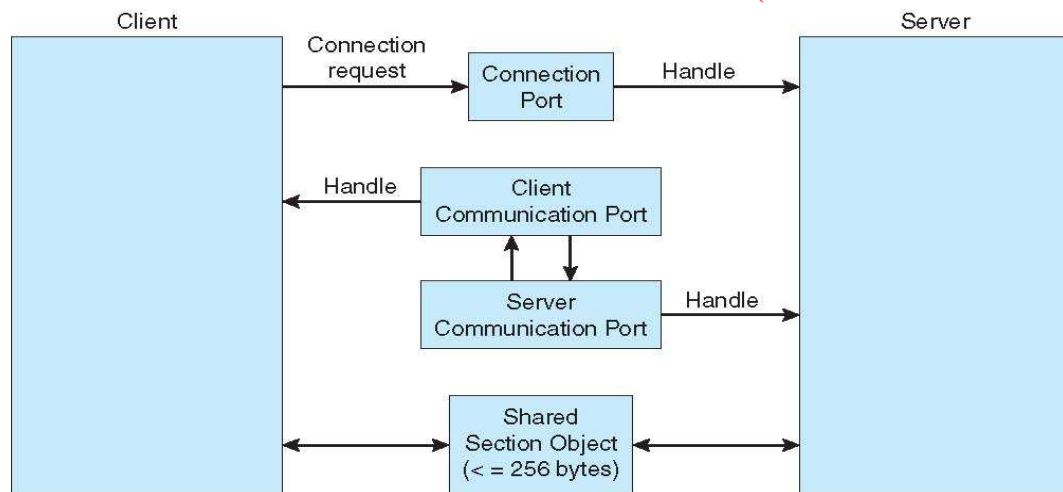 Client
Server
Connection
request
Connection
Port
Handle
Handle
Client
Communication Port
Server
Communication Port
Handle
Shared
Section Object
(< = 256 bytes)